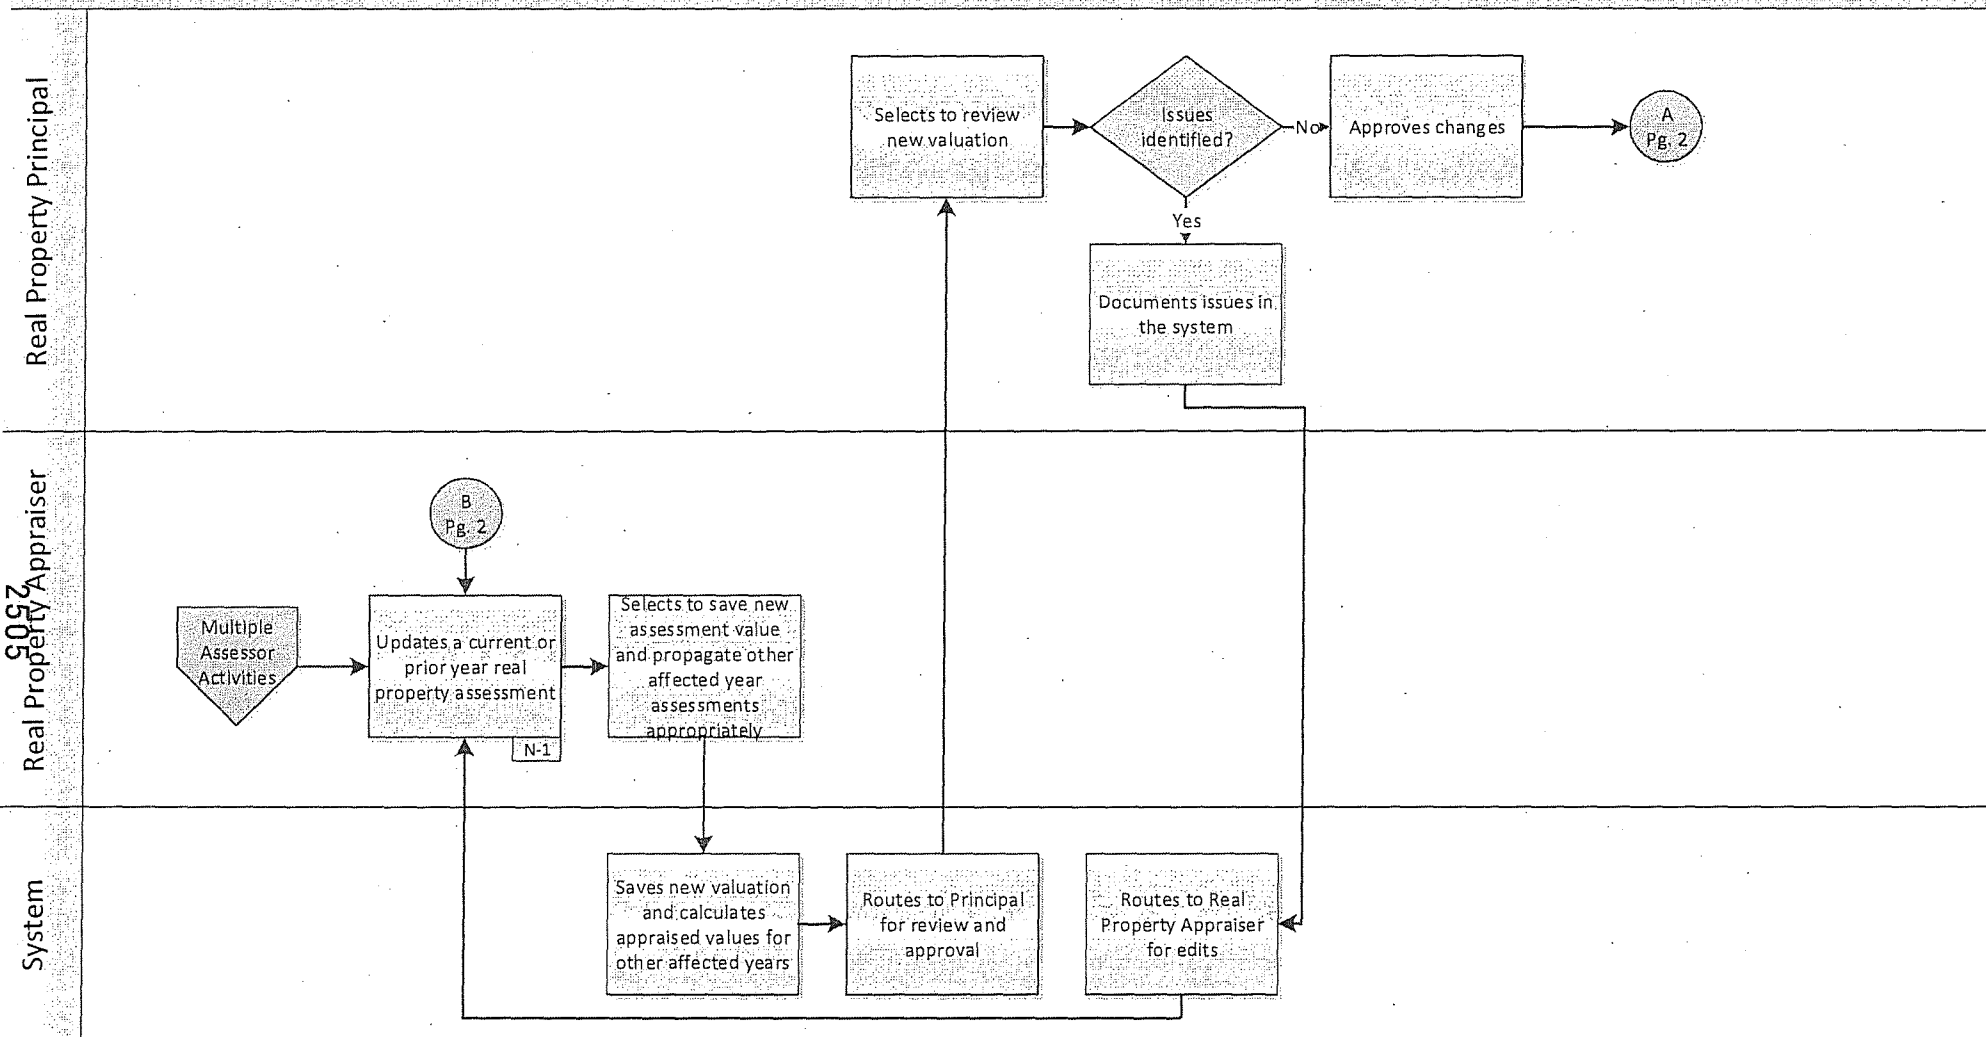 Real Property Principal
Selects to review
new valuation
Issues
identified?
No
Approves changes
A
Pg. 2
Yes
Documents issues in
the system
Real Property Appraiser
2505
B
Pg. 2
Multiple
Assessor
Activities
Updates a current or
prior year real
property assessment
N-1
Selects to save new
assessment value
and propagate other
affected year
assessments
appropriately
System
Saves new valuation
and calculates
appraised values for
other affected years
Routes to Principal
for review and
approval
Routes to Real
Property Appraiser
for edits